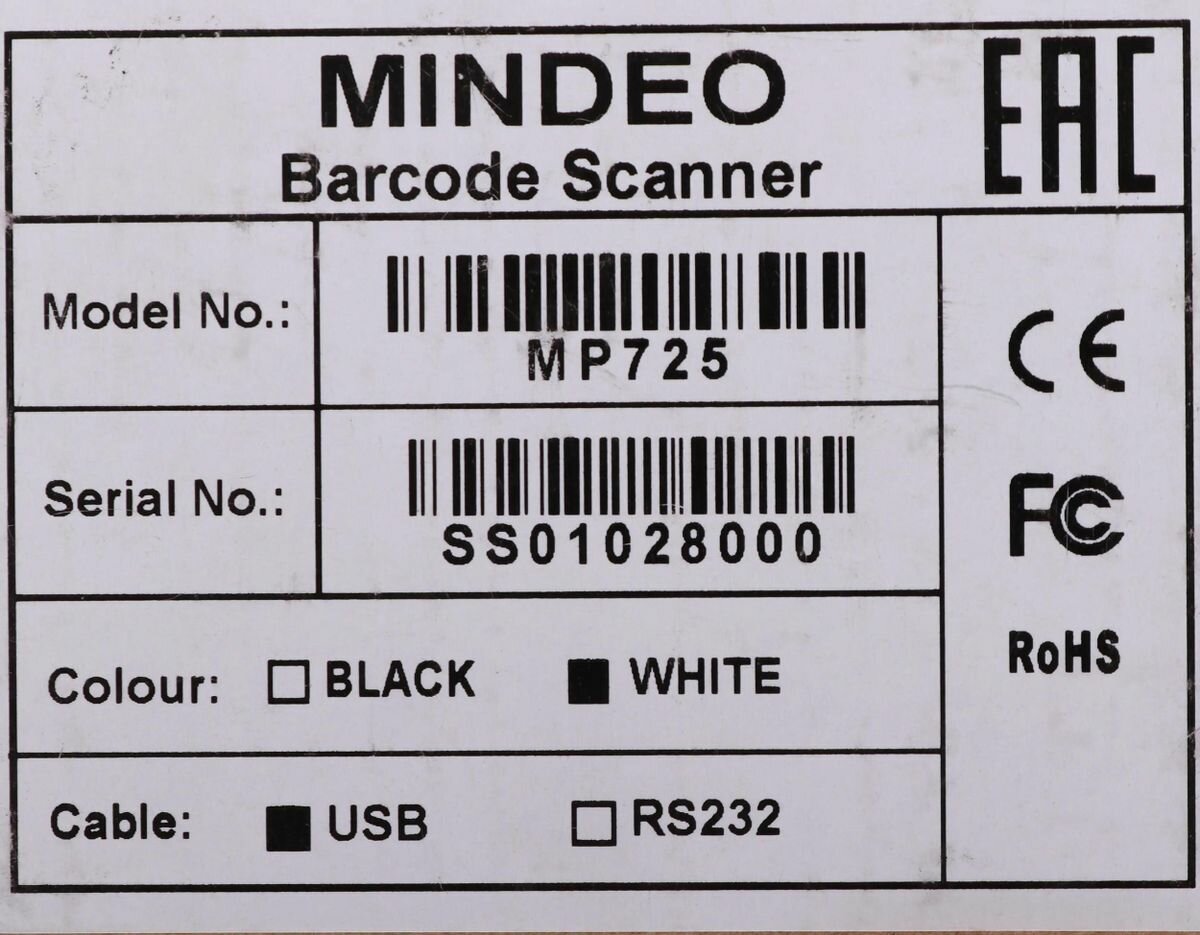 MINDEO
Barcode Scanner
EAC
Model No.:
MP725
CE
Serial No.:
SS01028000
FC
Colour: BLACK WHITE
RoHS
Cable: USB RS232